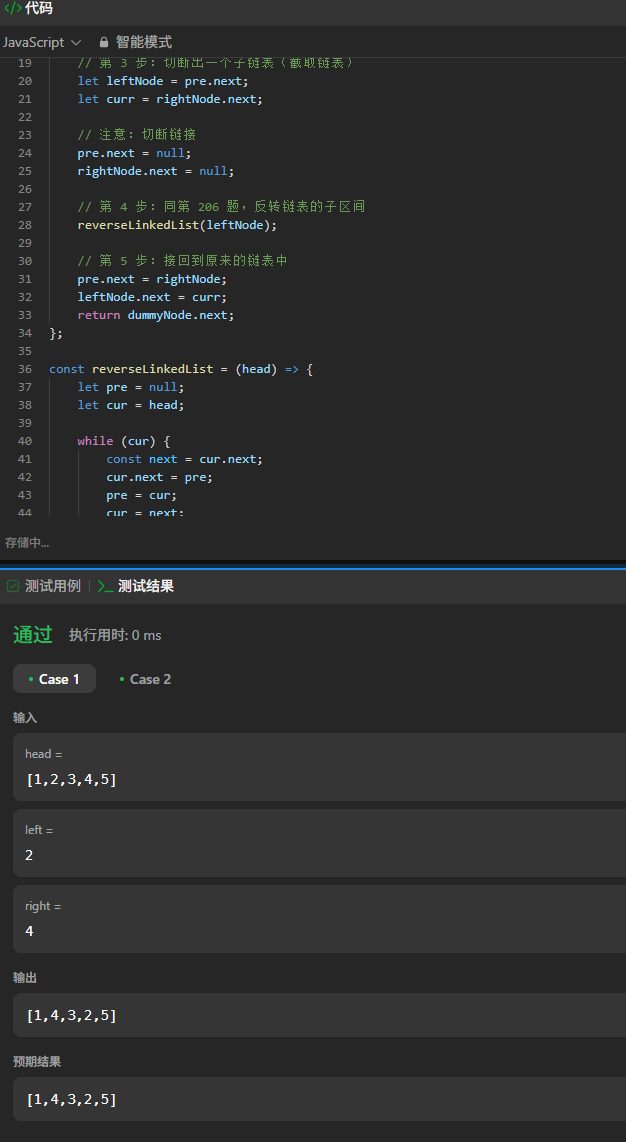 </> 代码
JavaScript 智能模式
19 // 第 3 步：切断出一个子链表（截取链表）
20 let leftNode = pre.next;
21 let curr = rightNode.next;
22
23 // 注意：切断链接
24 pre.next = null;
25 rightNode.next = null;
26
27 // 第 4 步：同第 206 题，反转链表的子区间
28 reverseLinkedList(leftNode);
29
30 // 第 5 步：接回到原来的链表中
31 pre.next = rightNode;
32 leftNode.next = curr;
33 return dummyNode.next;
34 };
35
36 const reverseLinkedList = (head) => {
37 let pre = null;
38 let cur = head;
39
40 while (cur) {
41 const next = cur.next;
42 cur.next = pre;
43 pre = cur;
44 cur = next;
存储中...
测试用例 | >_ 测试结果
通过 执行用时: 0 ms
• Case 1 • Case 2
输入
head =
[1,2,3,4,5]
left =
2
right =
4
输出
[1,4,3,2,5]
预期结果
[1,4,3,2,5]